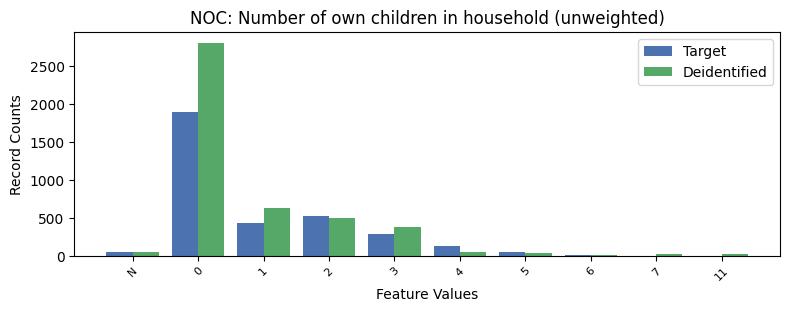 NOC: Number of own children in household (unweighted)
Target
Deidentified
Record Counts
2500
2000
1500
1000
500
0
N 0 1 2 3 4 5 6 7 11
Feature Values